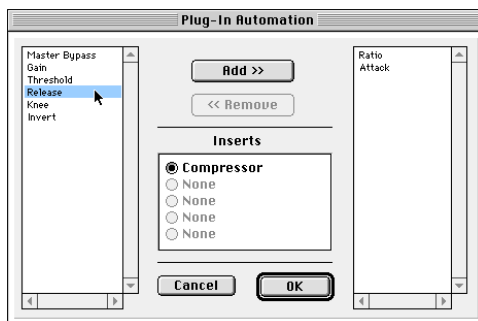 Plug-In Automation
Master Bypass
Gain
Threshold
Release
Knee
Invert
Add >>
<< Remove
Inserts
Compressor
None
None
None
None
Cancel
OK
Ratio
Attack